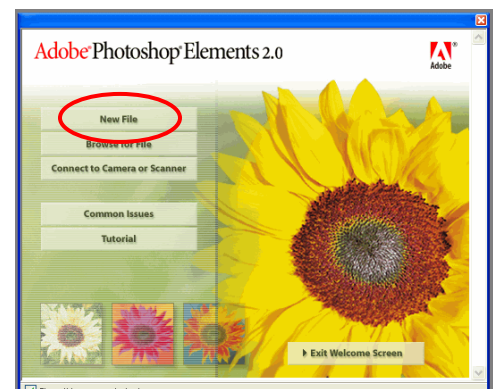 Adobe® Photoshop® Elements 2.0
Adobe®
New File
Browse for File
Connect to Camera or Scanner
Common Issues
Tutorial
Exit Welcome Screen